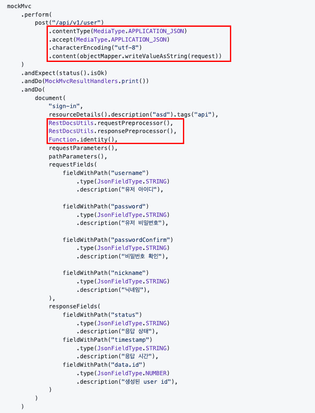 mockMvc
.perform(
post("/api/v1/user")
.contentType(MediaType.APPLICATION_JSON)
.accept(MediaType.APPLICATION_JSON)
.characterEncoding("utf-8")
.content(objectMapper.writeValueAsString(request))
)
.andExpect(status().isOk)
.andDo(MockMvcResultHandlers.print())
.andDo(
document(
"sign-in",
resourceDetails().description("asd").tags("api"),
RestDocsUtils.requestPreprocessor(),
RestDocsUtils.responsePreprocessor(),
Function.identity(),
requestParameters(),
pathParameters(),
requestFields(
fieldWithPath("username")
.type(JsonFieldType.STRING)
.description("유저 아이디"),
fieldWithPath("password")
.type(JsonFieldType.STRING)
.description("유저 비밀번호"),
fieldWithPath("passwordConfirm")
.type(JsonFieldType.STRING)
.description("비밀번호 확인"),
fieldWithPath("nickname")
.type(JsonFieldType.STRING)
.description("닉네임"),
),
responseFields(
fieldWithPath("status")
.type(JsonFieldType.STRING)
.description("응답 상태"),
fieldWithPath("timestamp")
.type(JsonFieldType.STRING)
.description("응답 시간"),
fieldWithPath("data.id")
.type(JsonFieldType.NUMBER)
.description("생성된 user id"),
)
)
)